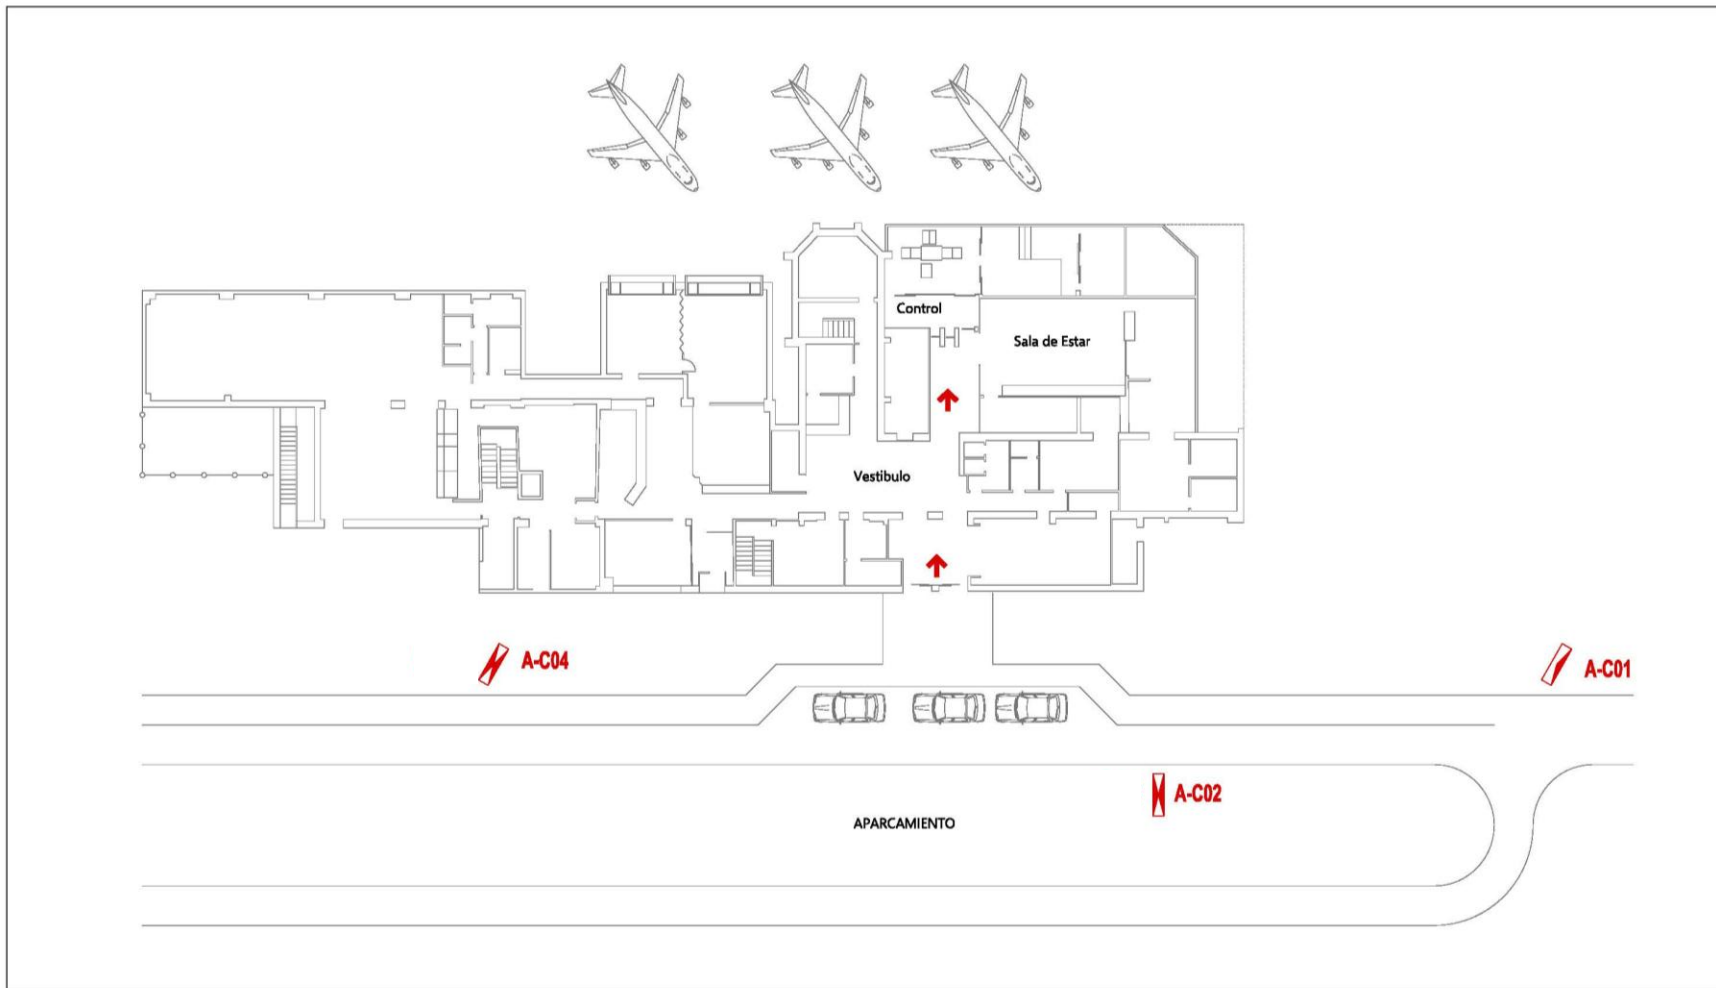 Control
Sala de Estar
Vestibulo
A-C04
A-C01
A-C02
APARCAMIENTO